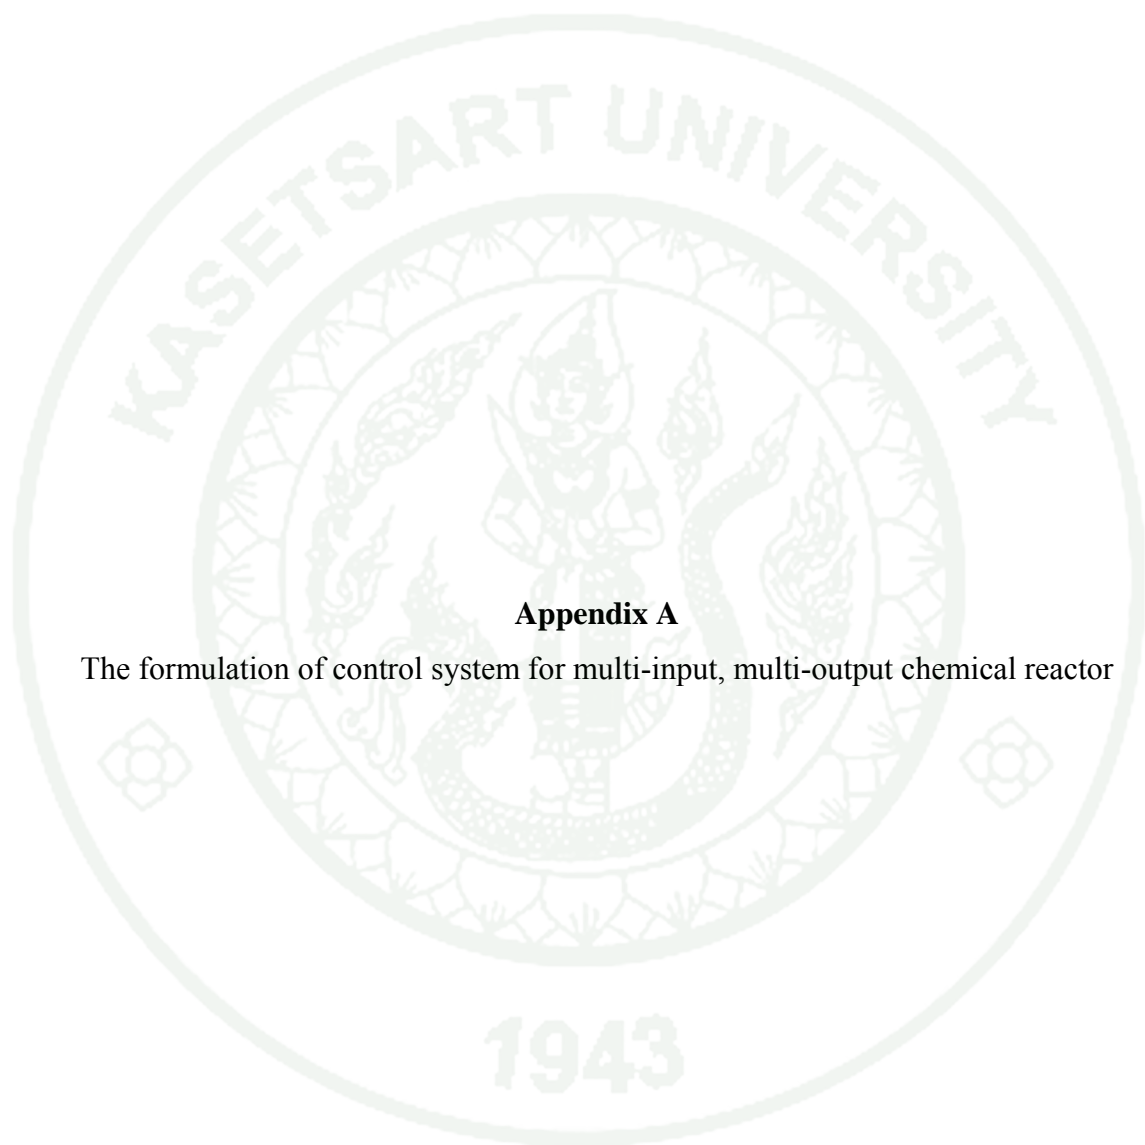 KASETSART UNIVERSITY
Appendix A
The formulation of control system for multi-input, multi-output chemical reactor
1943